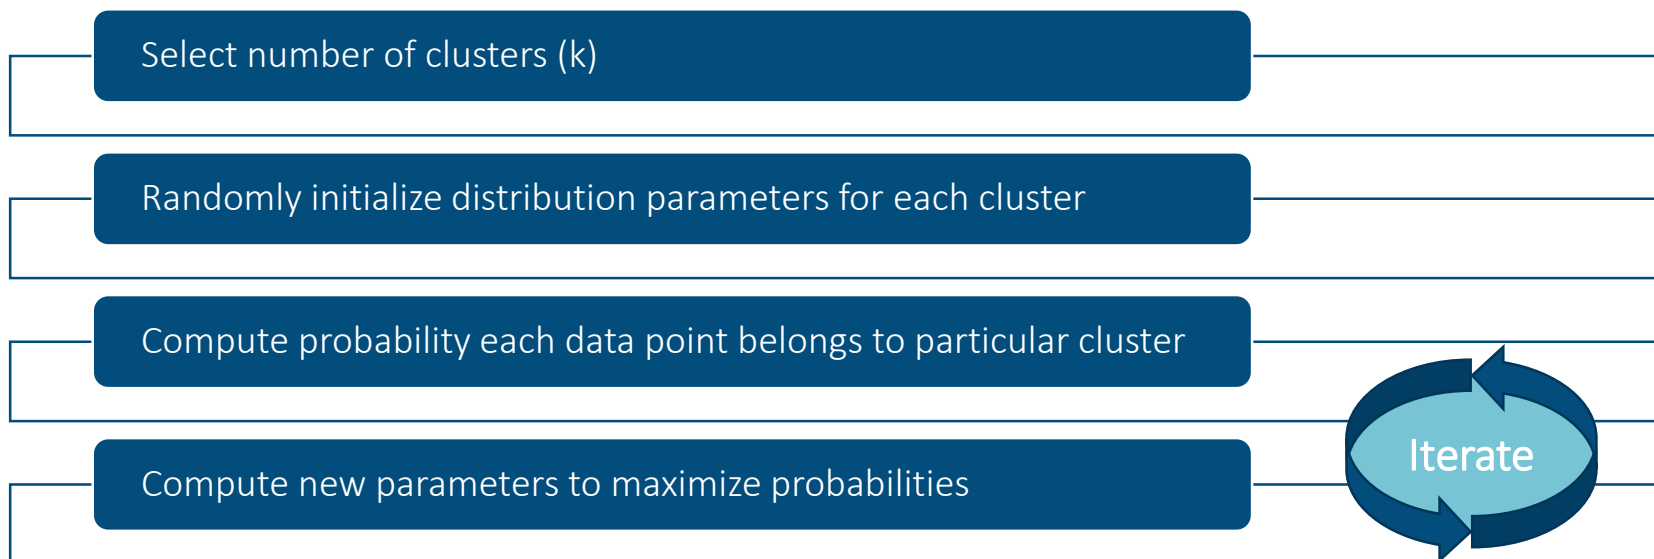 Select number of clusters (k)
Randomly initialize distribution parameters for each cluster
Compute probability each data point belongs to particular cluster
Compute new parameters to maximize probabilities
Iterate